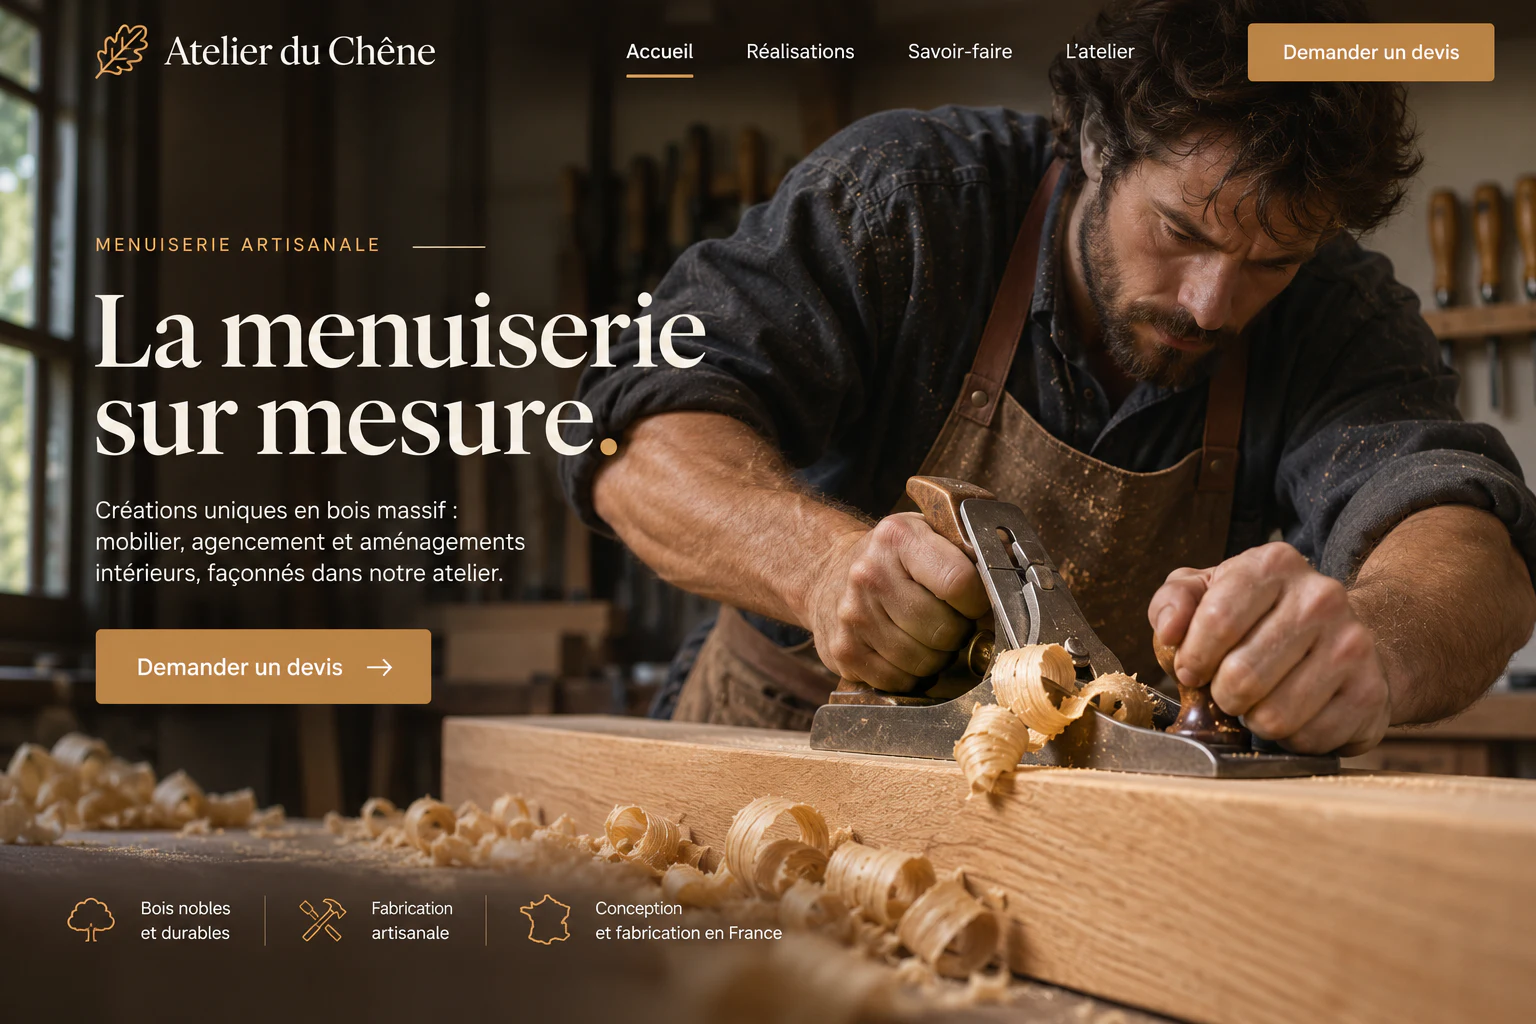 Atelier du Chêne
Accueil
Réalisations
Savoir-faire
L’atelier
Demander un devis
MENUISERIE ARTISANALE
La menuiserie
sur mesure.
Créations uniques en bois massif :
mobilier, agencement et aménagements
intérieurs, façonnés dans notre atelier.
Demander un devis →
Bois nobles
et durables
Fabrication
artisanale
Conception
et fabrication en France